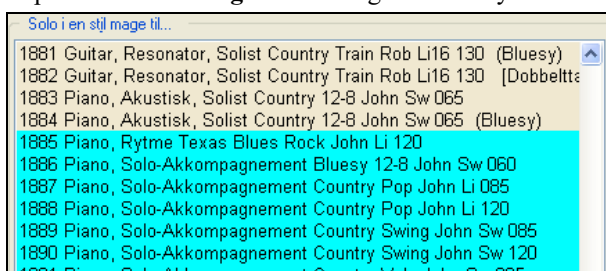 Solo i en stil mage til...
1881 Guitar, Resonator, Solist Country Train Rob Li16 130 (Bluesy)
1882 Guitar, Resonator, Solist Country Train Rob Li16 130 [Dobbeltta
1883 Piano, Akustisk, Solist Country 12-8 John Sw 065
1884 Piano, Akustisk, Solist Country 12-8 John Sw 065 (Bluesy)
1885 Piano, Rytme Texas Blues Rock John Li 120
1886 Piano, Solo-Akkompagnement Bluesy 12-8 John Sw 060
1887 Piano, Solo-Akkompagnement Country Pop John Li 085
1888 Piano, Solo-Akkompagnement Country Pop John Li 120
1889 Piano, Solo-Akkompagnement Country Swing John Sw 085
1890 Piano, Solo-Akkompagnement Country Swing John Sw 120